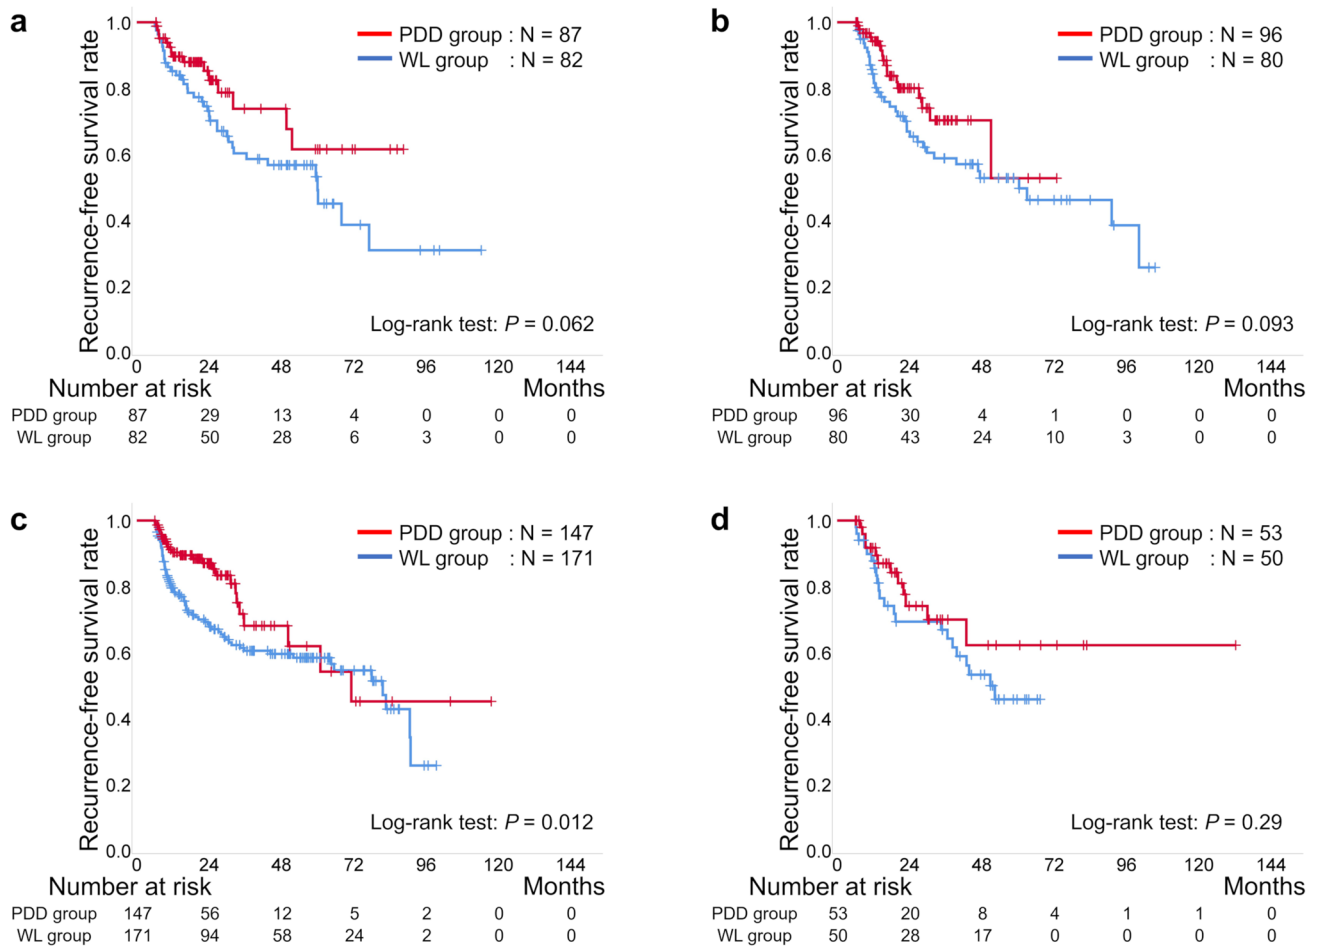 a
Recurrence-free survival rate
1.0
0.8
0.6
0.4
0.2
0.0
PDD group : N = 87
WL group : N = 82
Log-rank test: P = 0.062
0 24 48 72 96 120 144
Number at risk Months
PDD group 87 29 13 4 0 0 0
WL group 82 50 28 6 3 0 0
b
Recurrence-free survival rate
1.0
0.8
0.6
0.4
0.2
0.0
PDD group : N = 96
WL group : N = 80
Log-rank test: P = 0.093
0 24 48 72 96 120 144
Number at risk Months
PDD group 96 30 4 1 0 0 0
WL group 80 43 24 10 3 0 0
c
Recurrence-free survival rate
1.0
0.8
0.6
0.4
0.2
0.0
PDD group : N = 147
WL group : N = 171
Log-rank test: P = 0.012
0 24 48 72 96 120 144
Number at risk Months
PDD group 147 56 12 5 2 0 0
WL group 171 94 58 24 2 0 0
d
Recurrence-free survival rate
1.0
0.8
0.6
0.4
0.2
0.0
PDD group : N = 53
WL group : N = 50
Log-rank test: P = 0.29
0 24 48 72 96 120 144
Number at risk Months
PDD group 53 20 8 4 1 1 0
WL group 50 28 17 0 0 0 0